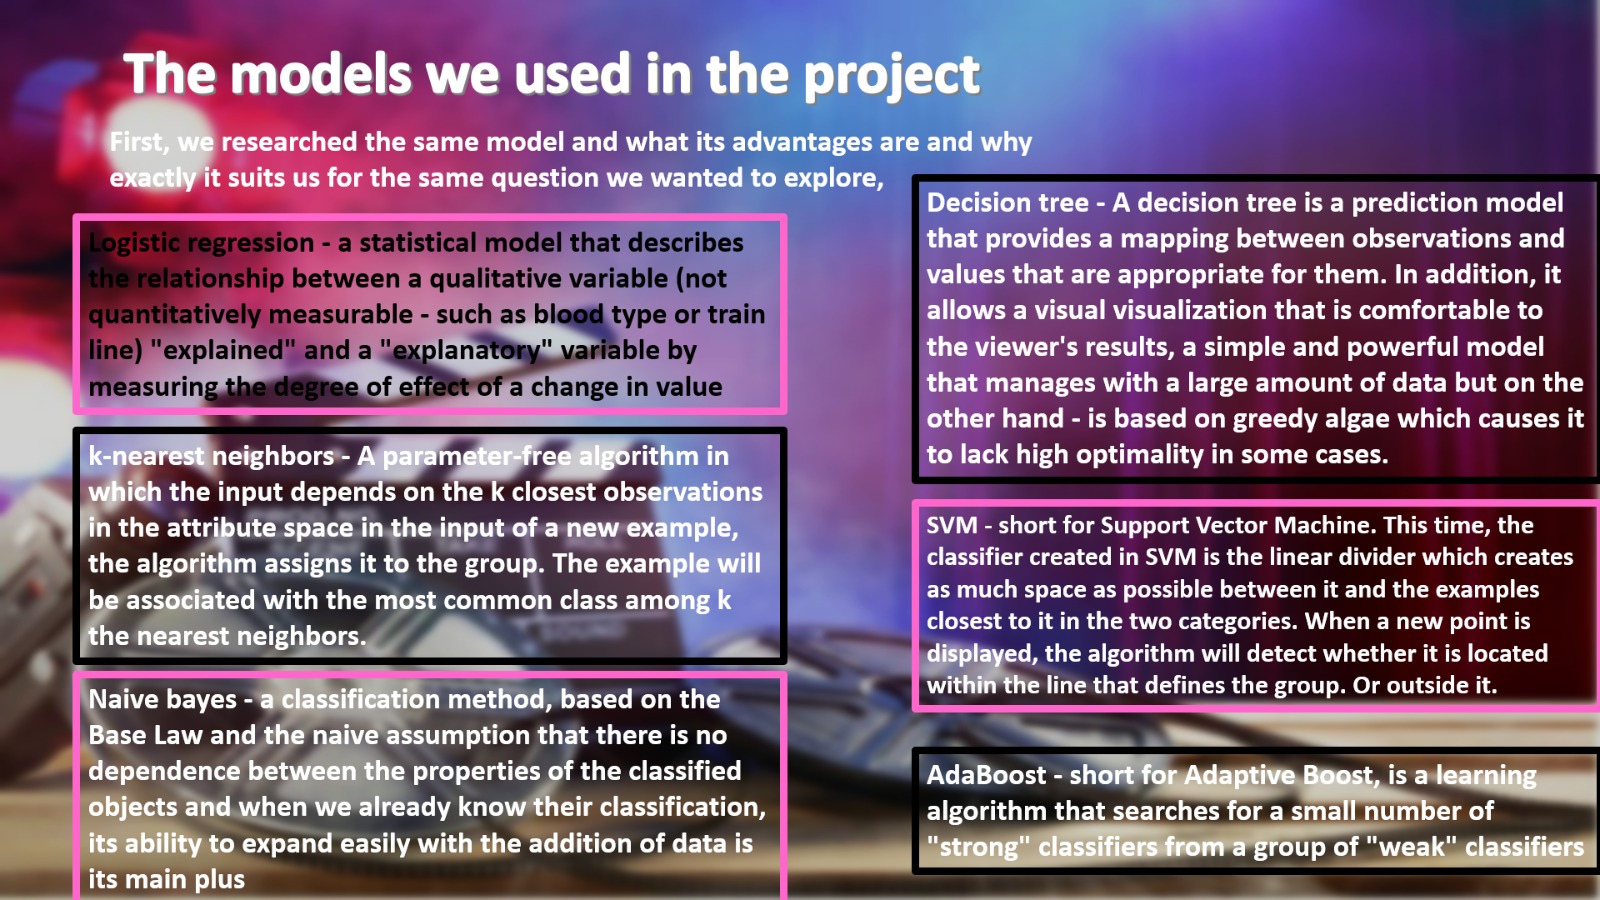 The models we used in the project
First, we researched the same model and what its advantages are and why
exactly it suits us for the same question we wanted to explore,
Logistic regression - a statistical model that describes
the relationship between a qualitative variable (not
quantitatively measurable - such as blood type or train
line) "explained" and a "explanatory" variable by
measuring the degree of effect of a change in value
k-nearest neighbors - A parameter-free algorithm in
which the input depends on the k closest observations
in the attribute space in the input of a new example,
the algorithm assigns it to the group. The example will
be associated with the most common class among k
the nearest neighbors.
Naive bayes - a classification method, based on the
Base Law and the naive assumption that there is no
dependence between the properties of the classified
objects and when we already know their classification,
its ability to expand easily with the addition of data is
its main plus
Decision tree - A decision tree is a prediction model
that provides a mapping between observations and
values that are appropriate for them. In addition, it
allows a visual visualization that is comfortable to
the viewer's results, a simple and powerful model
that manages with a large amount of data but on the
other hand - is based on greedy algae which causes it
to lack high optimality in some cases.
SVM - short for Support Vector Machine. This time, the
classifier created in SVM is the linear divider which creates
as much space as possible between it and the examples
closest to it in the two categories. When a new point is
displayed, the algorithm will detect whether it is located
within the line that defines the group. Or outside it.
AdaBoost - short for Adaptive Boost, is a learning
algorithm that searches for a small number of
"strong" classifiers from a group of "weak" classifiers
SOUND